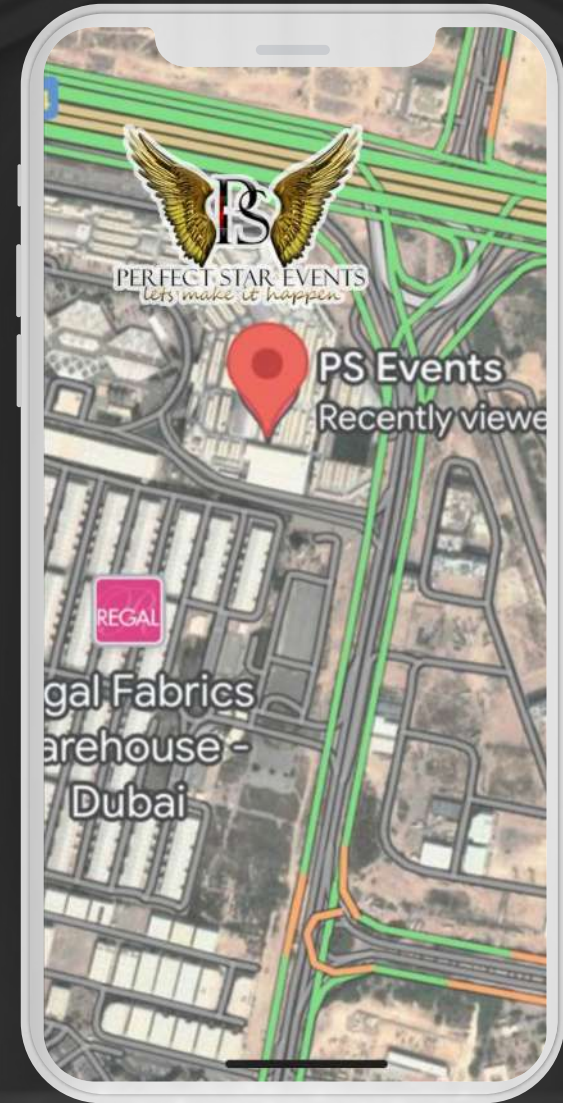 PS
PERFECT STAR EVENTS
lets make it happen
PS Events
Recently viewe
REGAL
gal Fabrics
arehouse -
Dubai